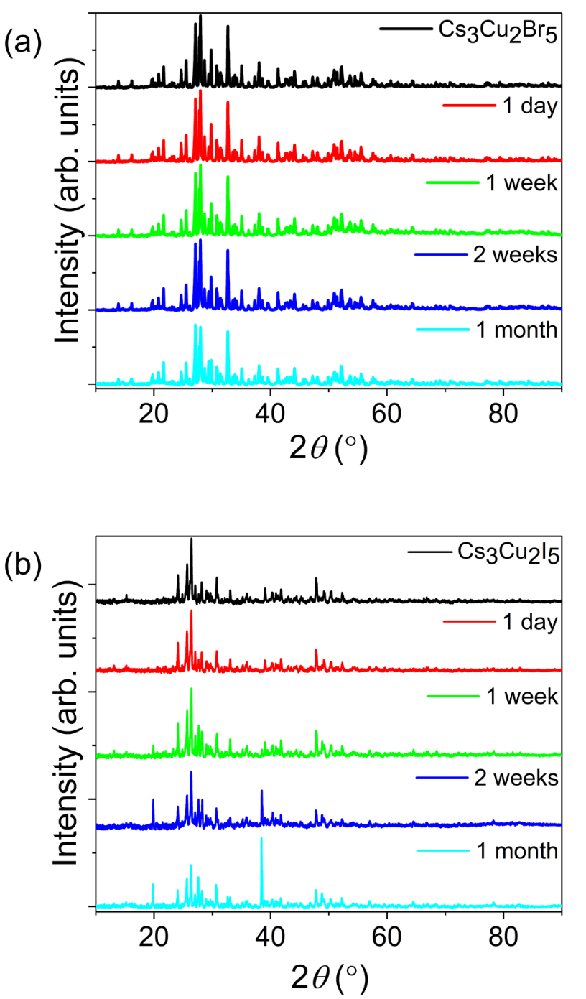 (a)
Cs3Cu2Br5
1 day
1 week
2 weeks
1 month
Intensity (arb. units)
20 40 60 80
2θ (°)
(b)
Cs3Cu2I5
1 day
1 week
2 weeks
1 month
Intensity (arb. units)
20 40 60 80
2θ (°)